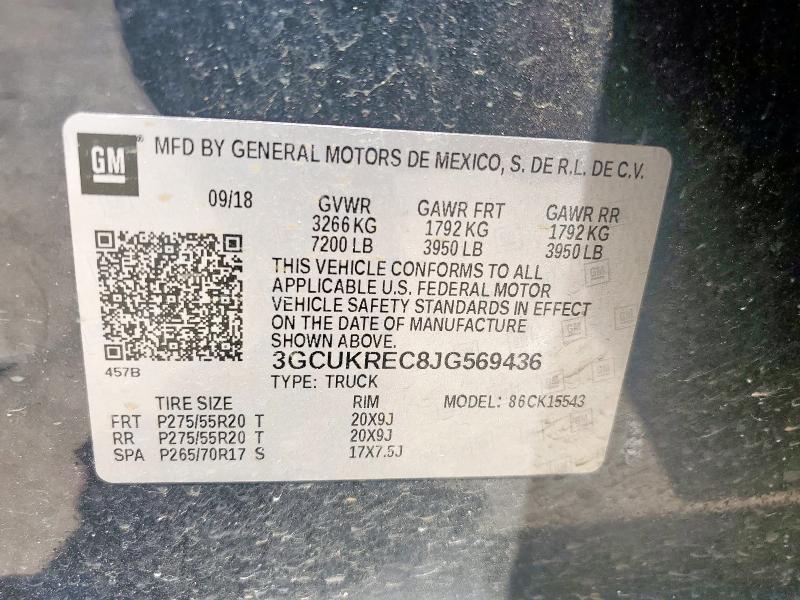 GM MFD BY GENERAL MOTORS DE MEXICO, S. DE R.L. DE C.V.
09/18 GVWR GAWR FRT GAWR RR
3266 KG 1792 KG 1792 KG
7200 LB 3950 LB 3950 LB
THIS VEHICLE CONFORMS TO ALL
APPLICABLE U.S. FEDERAL MOTOR
VEHICLE SAFETY STANDARDS IN EFFECT
ON THE DATE OF MANUFACTURE
SHOWN ABOVE.
3GCUKREC8JG569436
457B
TYPE: TRUCK
TIRE SIZE RIM MODEL: 86CK15543
FRT P275/55R20 T 20X9J
RR P275/55R20 T 20X9J
SPA P265/70R17 S 17X7.5J